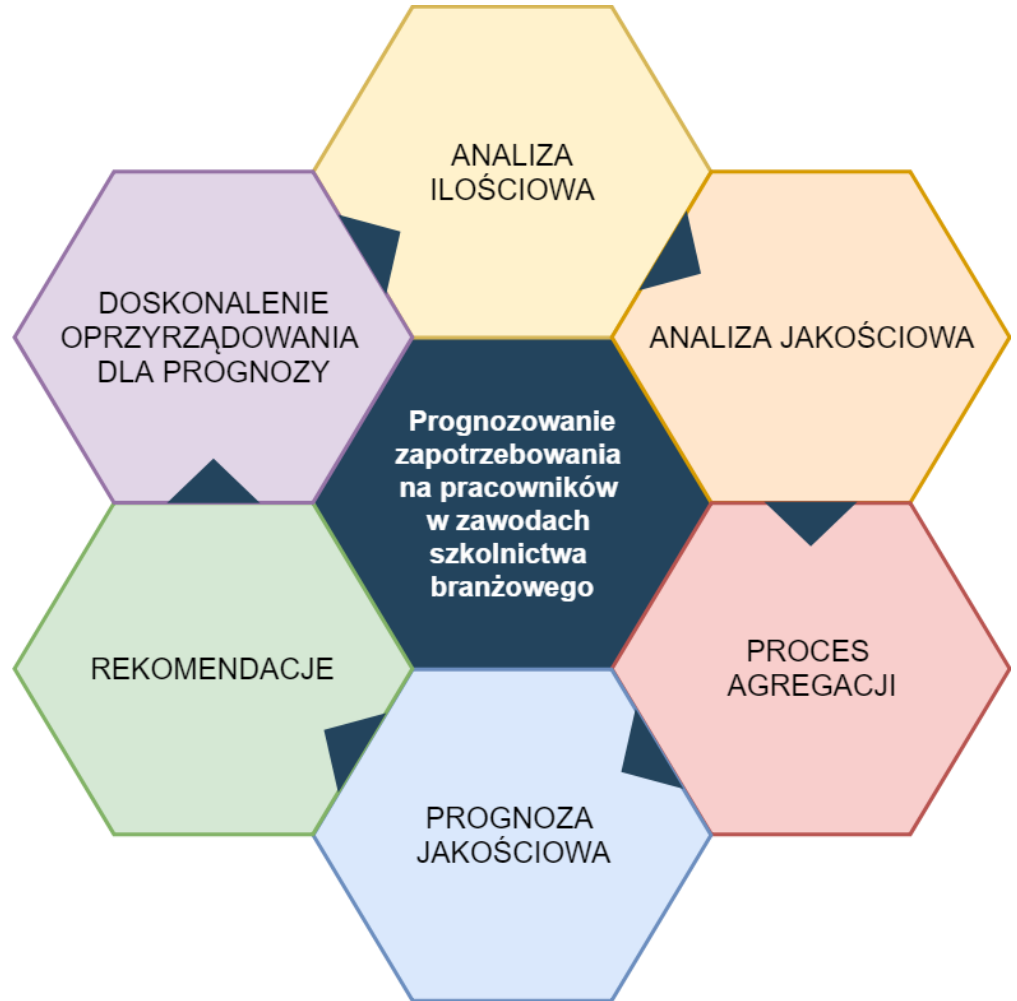 ANALIZA
ILOŚCIOWA
ANALIZA JAKOŚCIOWA
PROCES
AGREGACJI
PROGNOZA
JAKOŚCIOWA
REKOMENDACJE
DOSKONALENIE
OPRZYRZĄDOWANIA
DLA PROGNOZY
Prognozowanie
zapotrzebowania
na pracowników
w zawodach
szkolnictwa
branżowego